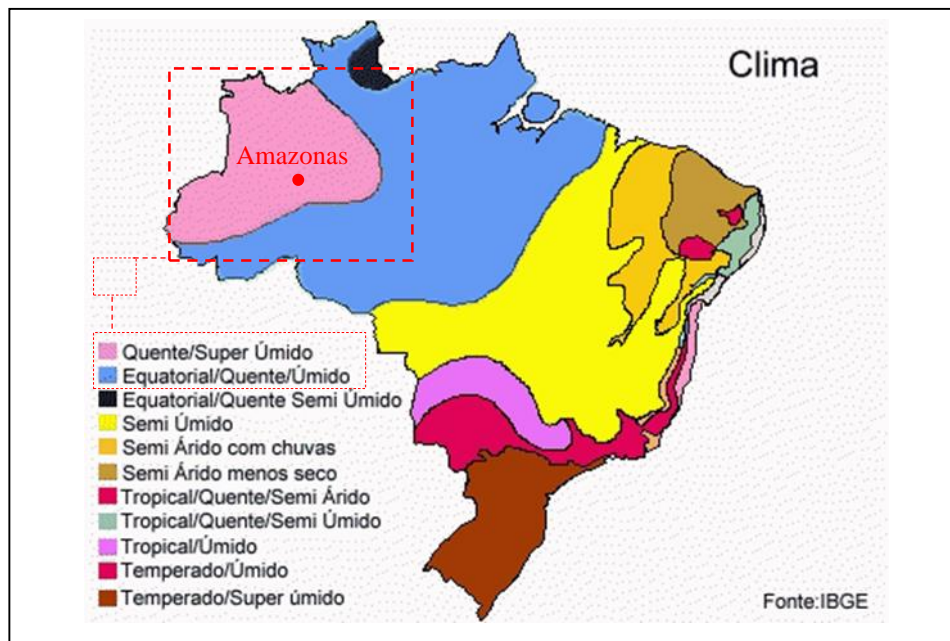 Clima
Amazonas
Quente/Super Úmido
Equatorial/Quente/Úmido
Equatorial/Quente Semi Úmido
Semi Úmido
Semi Árido com chuvas
Semi Árido menos seco
Tropical/Quente/Semi Árido
Tropical/Quente/Semi Úmido
Tropical/Úmido
Temperado/Úmido
Temperado/Super úmido
Fonte:IBGE